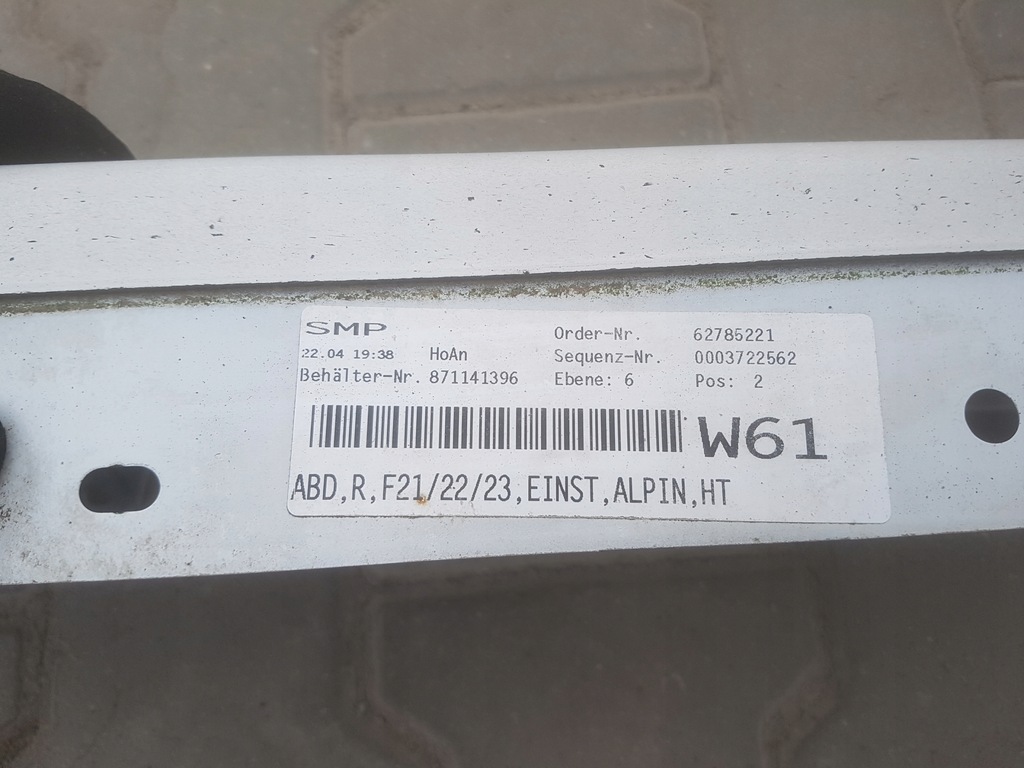 SMP
22.04 19:38 HoAn
Behälter-Nr. 871141396
Order-Nr. 62785221
Sequenz-Nr. 0003722562
Ebene: 6 Pos: 2
W61
ABD,R,F21/22/23,EINST,ALPIN,HT